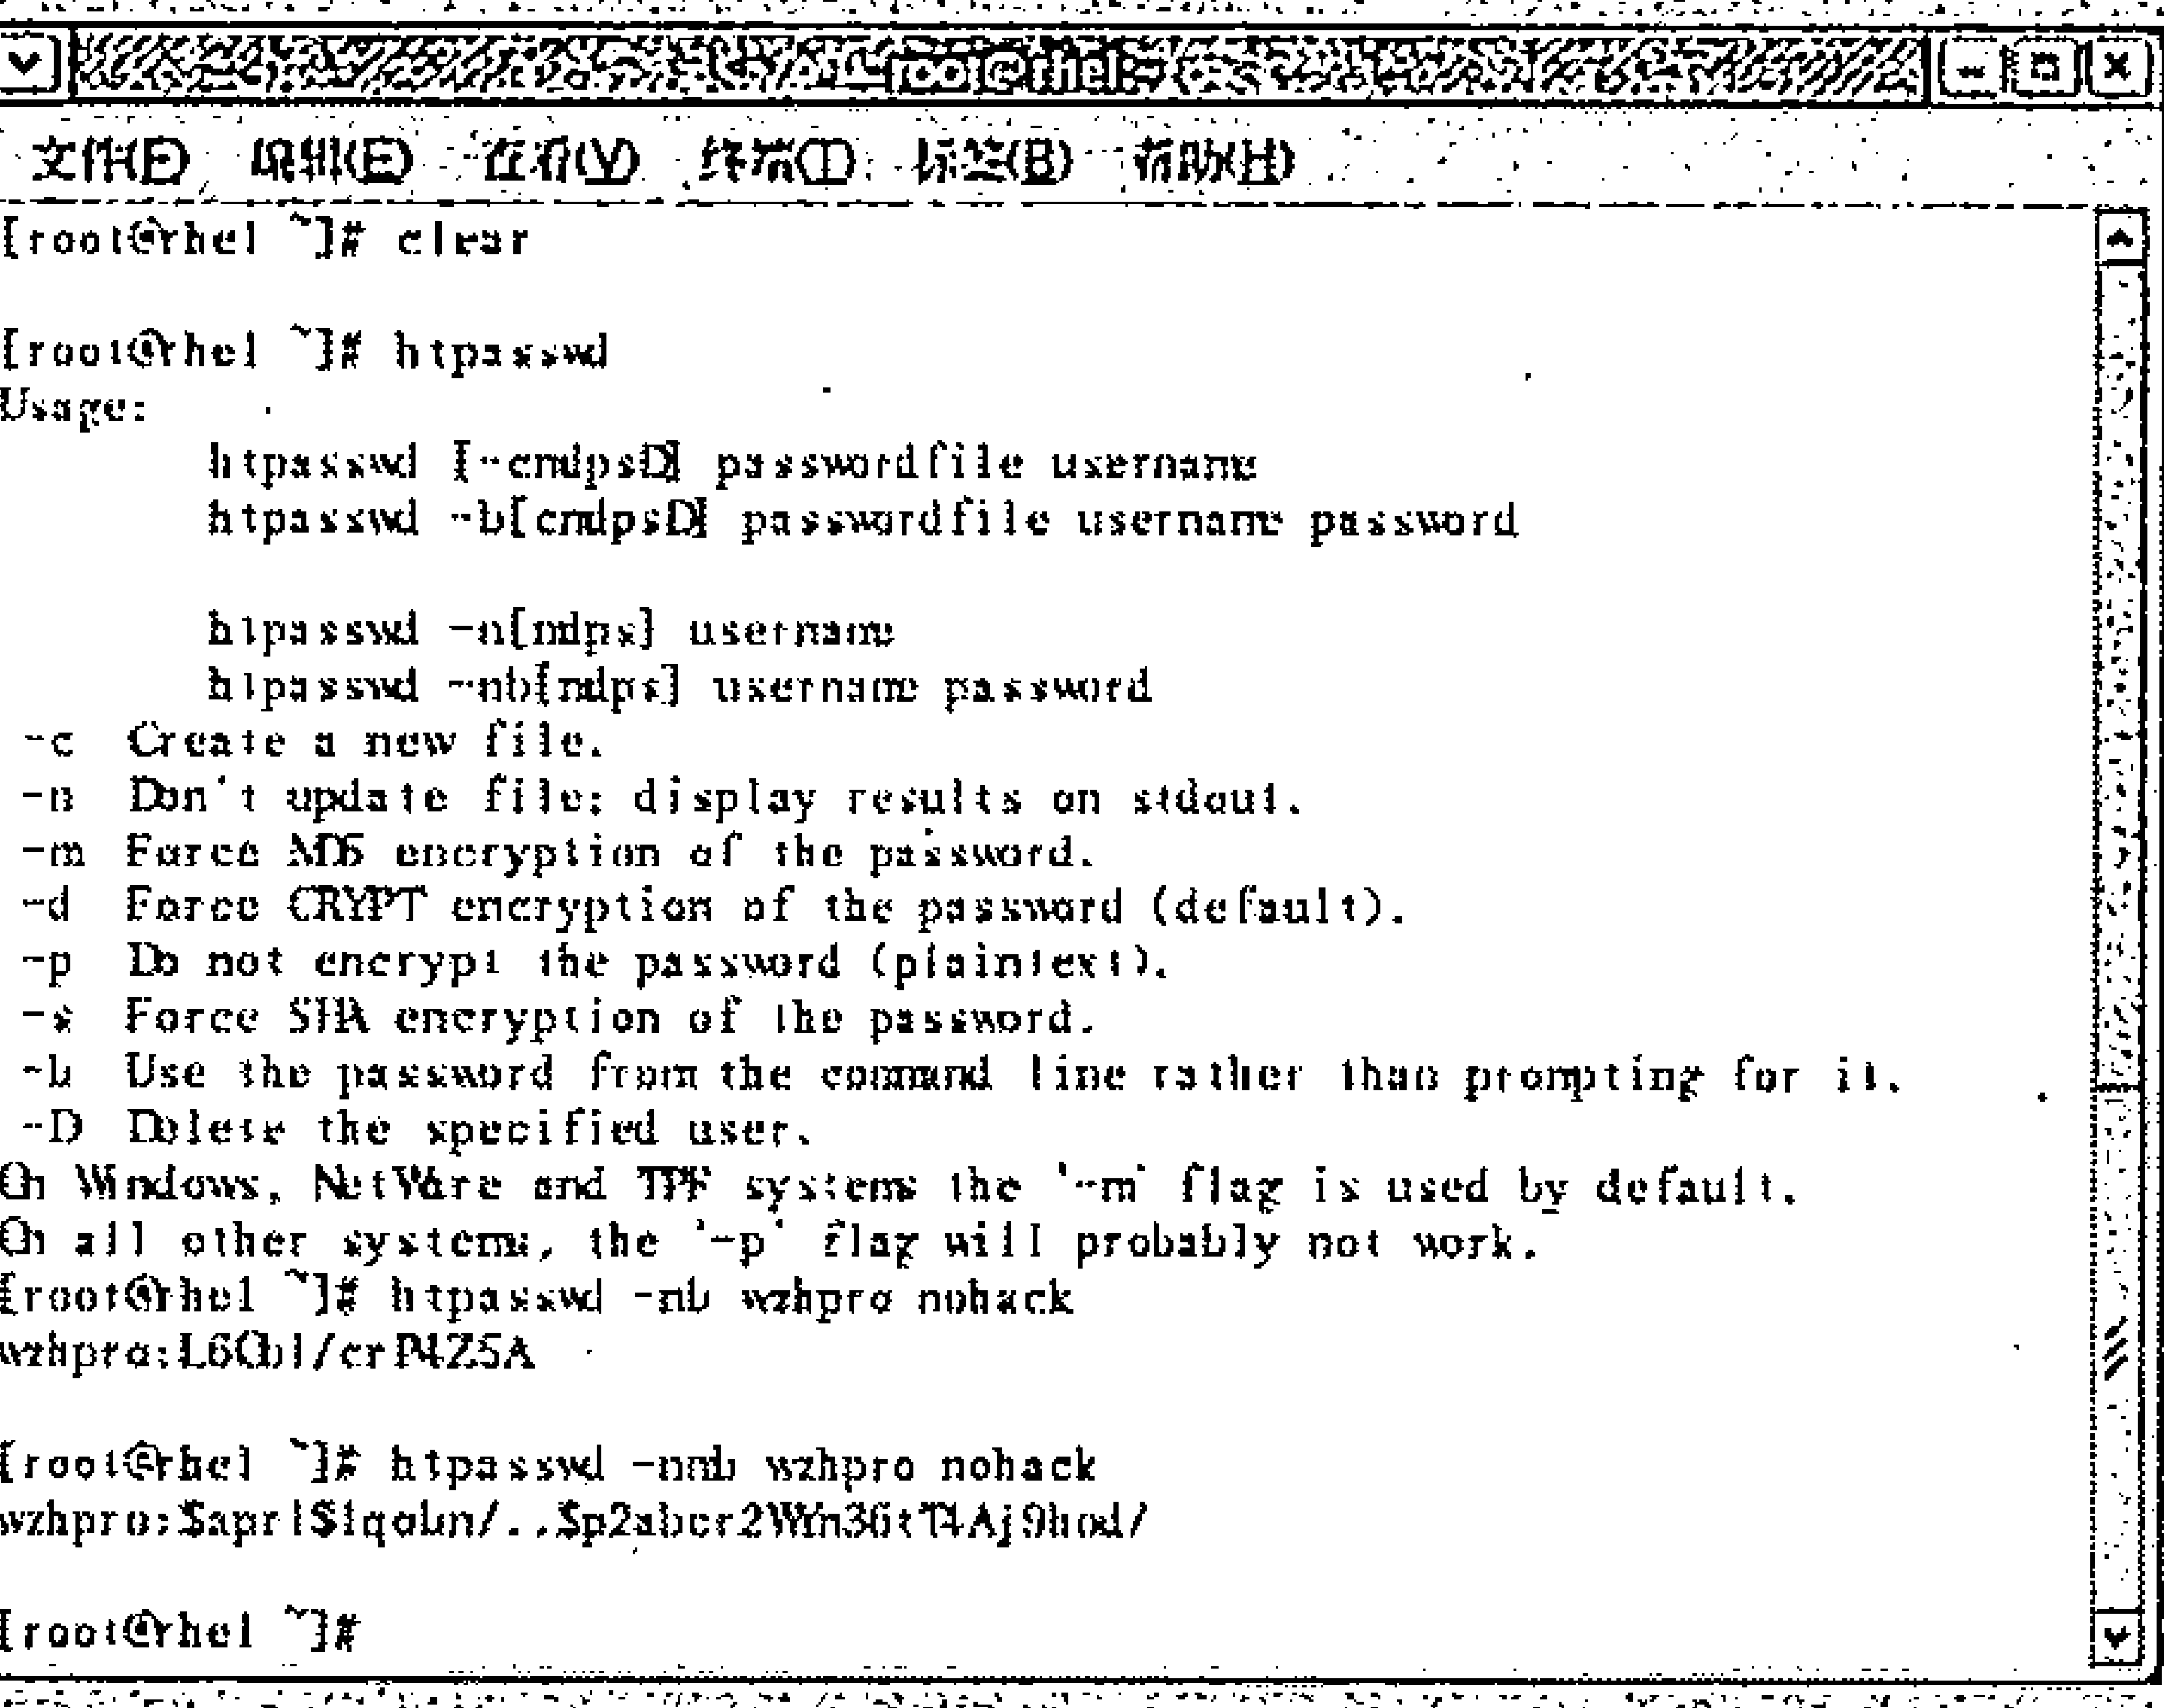 root@rhel:~
文件(F) 编辑(E) 查看(V) 终端(T) 标签(B) 帮助(H)
[root@rhel ~]# clear
[root@rhel ~]# htpasswd
Usage:
htpasswd [-cmdpsD] passwordfile username
htpasswd -b[cmdpsD] passwordfile username password
htpasswd -n[mdps] username
htpasswd -nb[mdps] username password
-c Create a new file.
-n Don't update file; display results on stdout.
-m Force MD5 encryption of the password.
-d Force CRYPT encryption of the password (default).
-p Do not encrypt the password (plaintext).
-s Force SHA encryption of the password.
-b Use the password from the command line rather than prompting for it.
-D Delete the specified user.
On Windows, NetWare and TPF systems the '-m' flag is used by default.
On all other systems, the '-p' flag will probably not work.
[root@rhel ~]# htpasswd -nb wzhpro nohack
[root@rhel ~]# htpasswd -nmb wzhpro nohack
[root@rhel ~]#